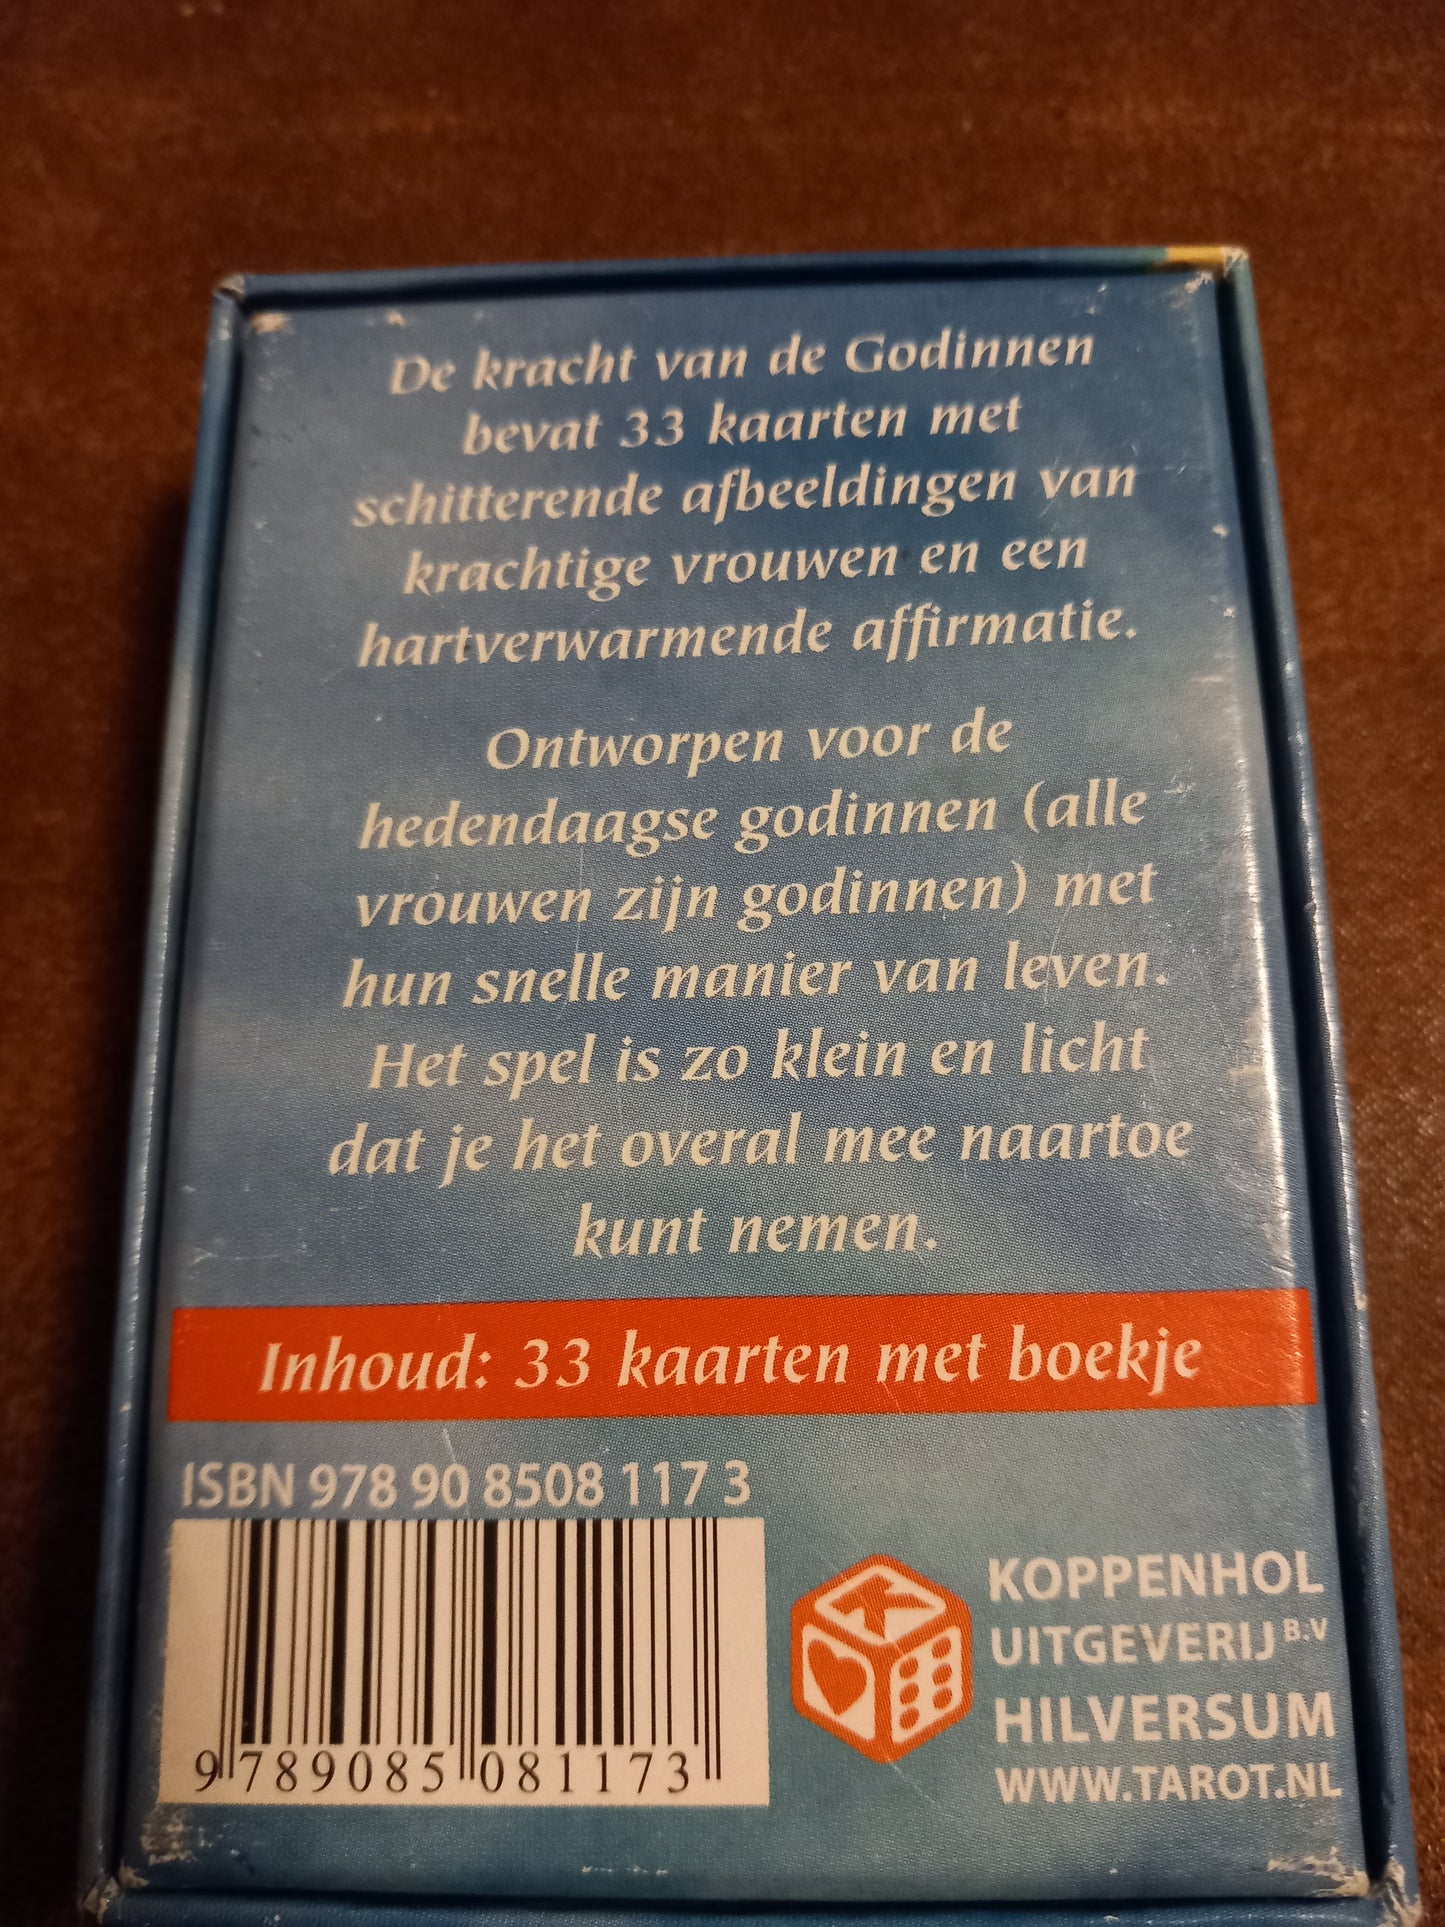 De kracht van de Godinnen
bevat 33 kaarten met
schitterende afbeeldingen van
krachtige vrouwen en een
hartverwarmende affirmatie.
Ontworpen voor de
hedendaagse godinnen (alle
vrouwen zijn godinnen) met
hun snelle manier van leven.
Het spel is zo klein en licht
dat je het overal mee naartoe
kunt nemen.
Inhoud: 33 kaarten met boekje
ISBN 978 90 8508 117 3
9 789085 081173
KOPPENHOL
UITGEVERIJ B.V
HILVERSUM
WWW.TAROT.NL